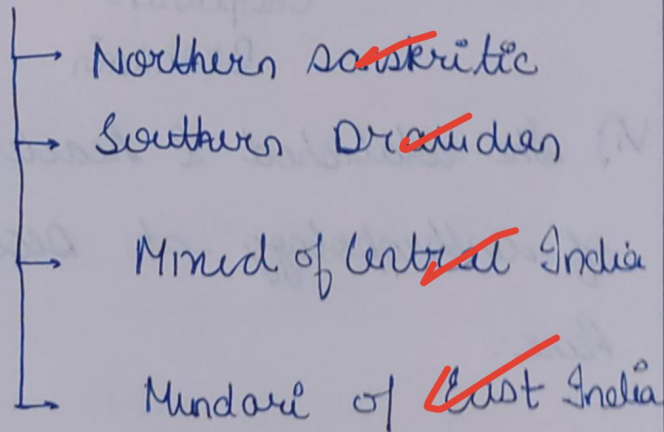 Northern Sanskritic
Southern Dravidian
Mixed of Central India
Mundari of East India